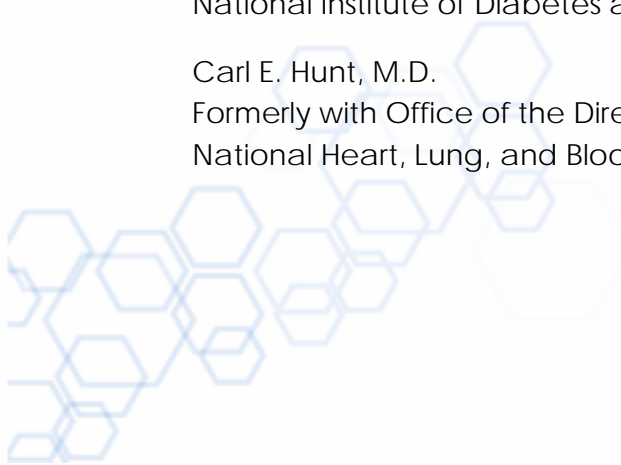 National Institute of Diabetes a
Carl E. Hunt, M.D.
Formerly with Office of the Dire
National Heart, Lung, and Bloo